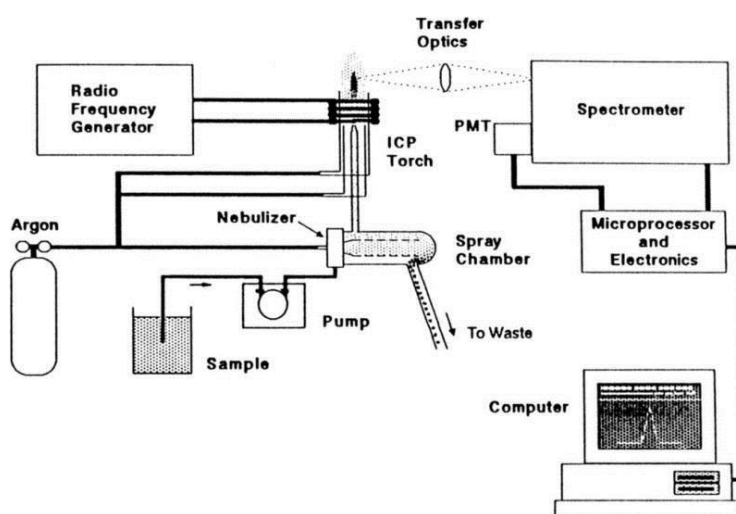 Transfer
Optics
Radio
Frequency
Generator
Spectrometer
PMT
ICP
Torch
Argon
Nebulizer
Spray
Chamber
Microprocessor
and
Electronics
Pump
To Waste
Sample
Computer